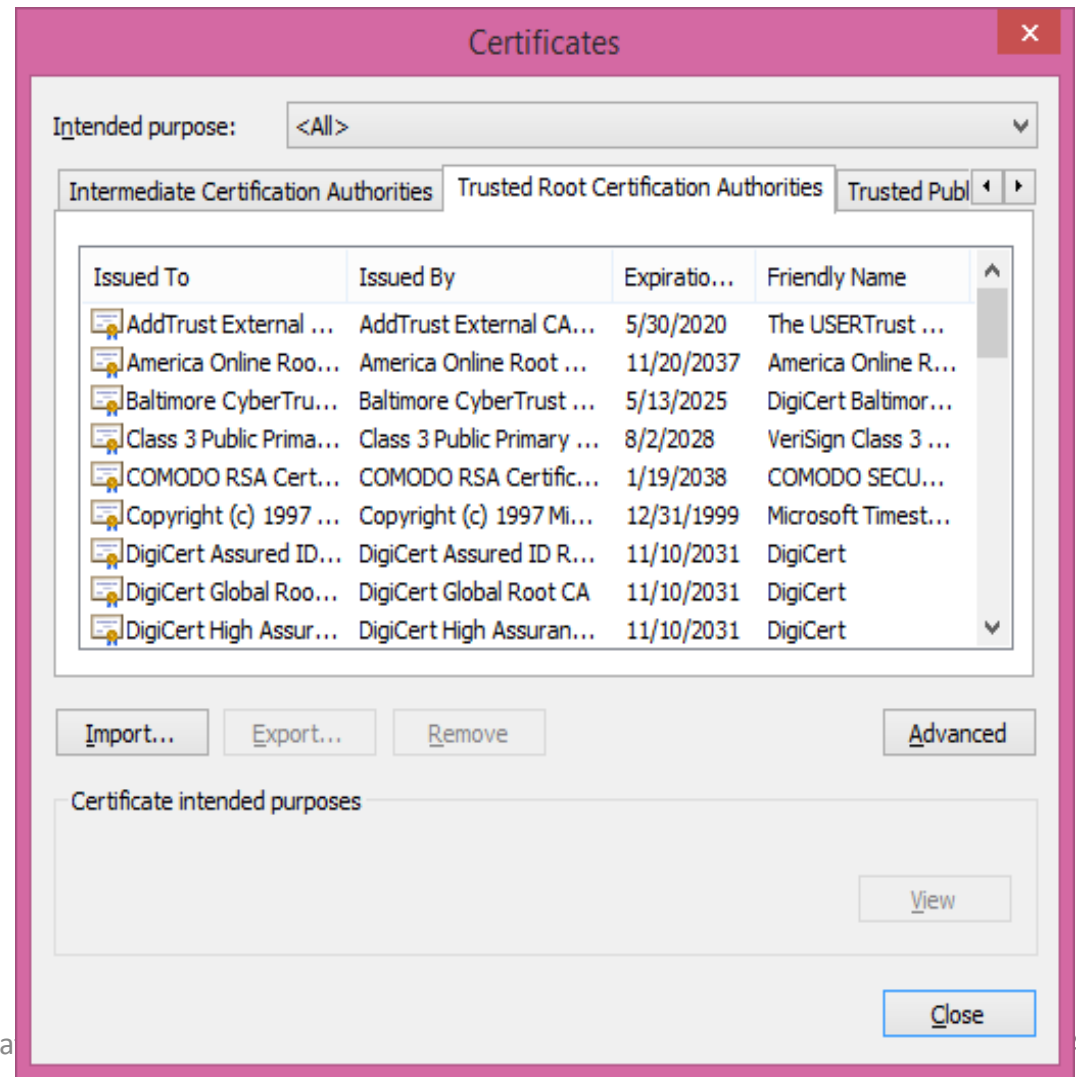 Certificates
Intended purpose: <All>
Intermediate Certification Authorities Trusted Root Certification Authorities Trusted Publ
Issued To Issued By Expiratio... Friendly Name
AddTrust External ... AddTrust External CA... 5/30/2020 The USERTrust ...
America Online Roo... America Online Root ... 11/20/2037 America Online R...
Baltimore CyberTru... Baltimore CyberTrust ... 5/13/2025 DigiCert Baltimor...
Class 3 Public Prima... Class 3 Public Primary ... 8/2/2028 VeriSign Class 3 ...
COMODO RSA Cert... COMODO RSA Certific... 1/19/2038 COMODO SECU...
Copyright (c) 1997 ... Copyright (c) 1997 Mi... 12/31/1999 Microsoft Timest...
DigiCert Assured ID... DigiCert Assured ID R... 11/10/2031 DigiCert
DigiCert Global Roo... DigiCert Global Root CA 11/10/2031 DigiCert
DigiCert High Assur... DigiCert High Assuran... 11/10/2031 DigiCert
Import... Export... Remove Advanced
Certificate intended purposes
View
Close